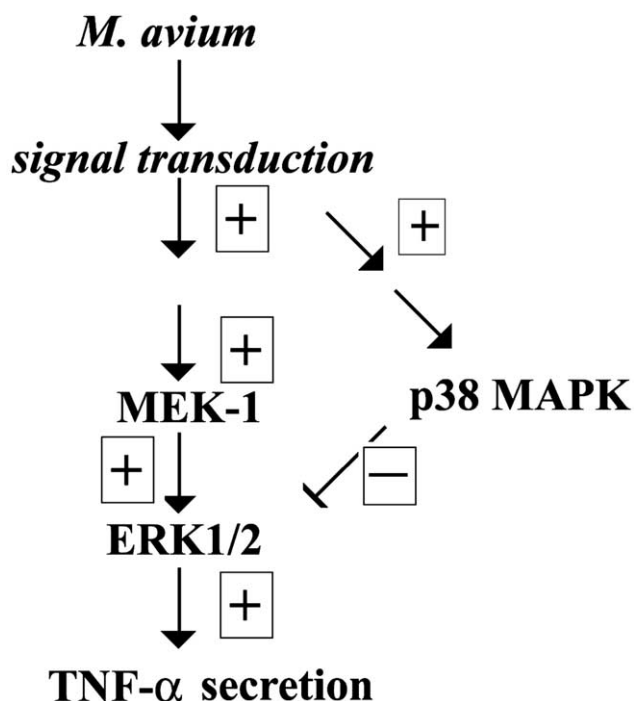 M. avium
signal transduction
+
+
+
MEK-1
p38 MAPK
+
−
ERK1/2
+
TNF-α secretion